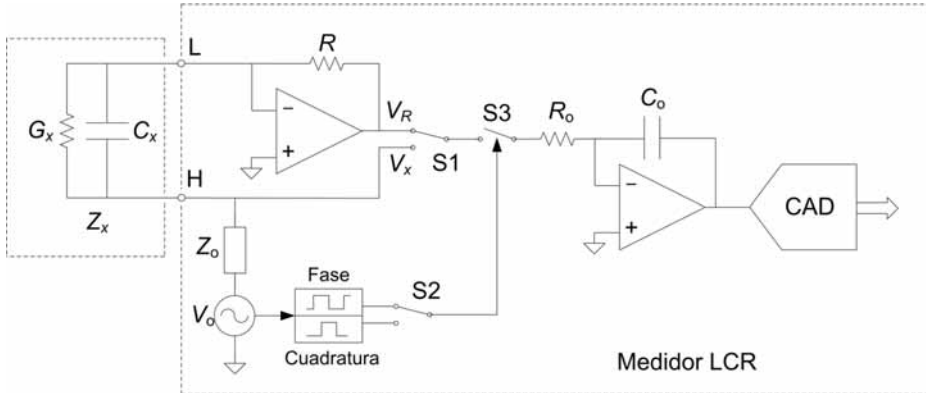 L
R
G_x
C_x
V_R
V_x
S1
S3
R_o
C_o
−
+
−
+
CAD
H
Z_x
Z_o
V_o
Fase
Cuadratura
S2
Medidor LCR